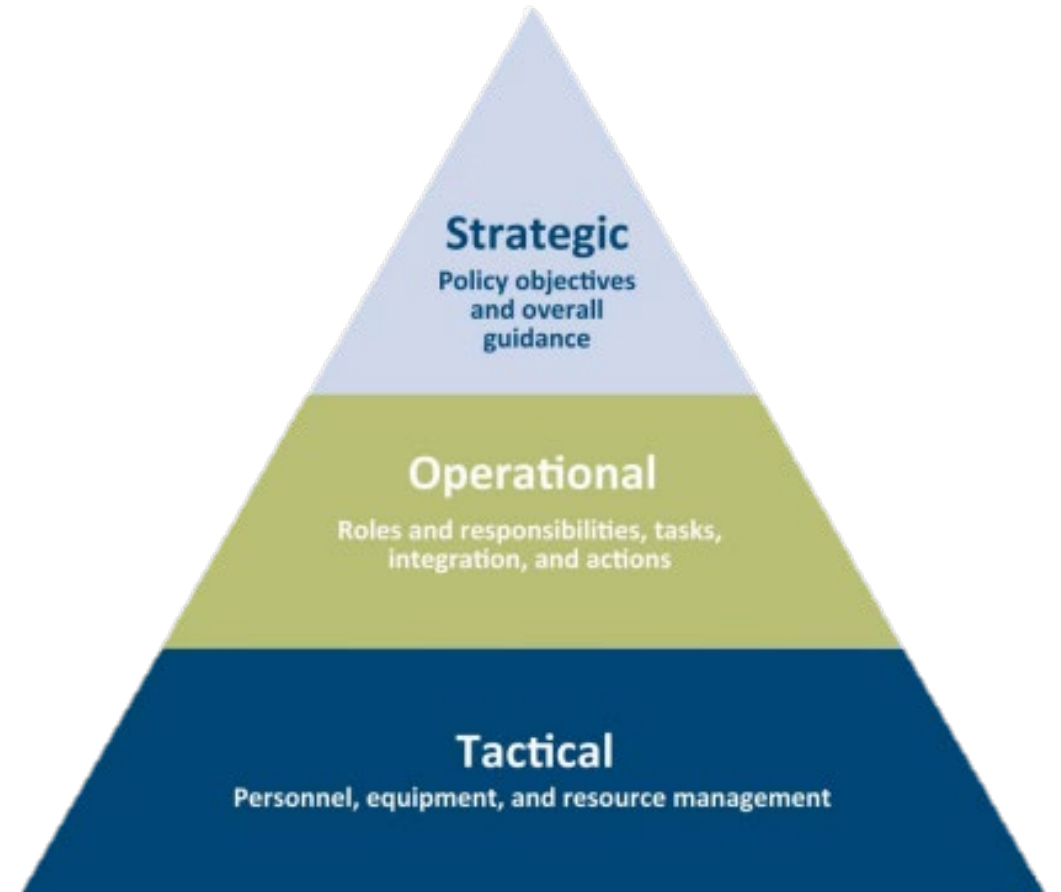 Strategic
Policy objectives
and overall
guidance
Operational
Roles and responsibilities, tasks,
integration, and actions
Tactical
Personnel, equipment, and resource management